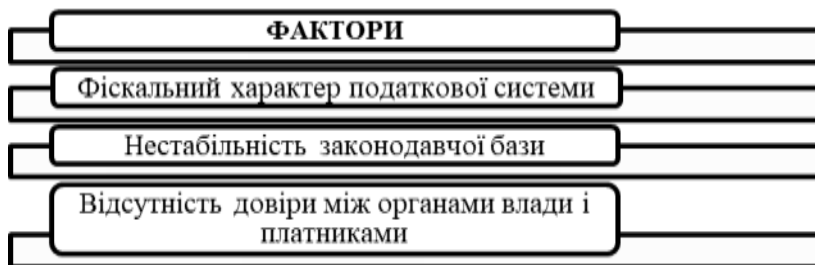 ФАКТОРИ
Фіскальний характер податкової системи
Нестабільність законодавчої бази
Відсутність довіри між органами влади і
платниками